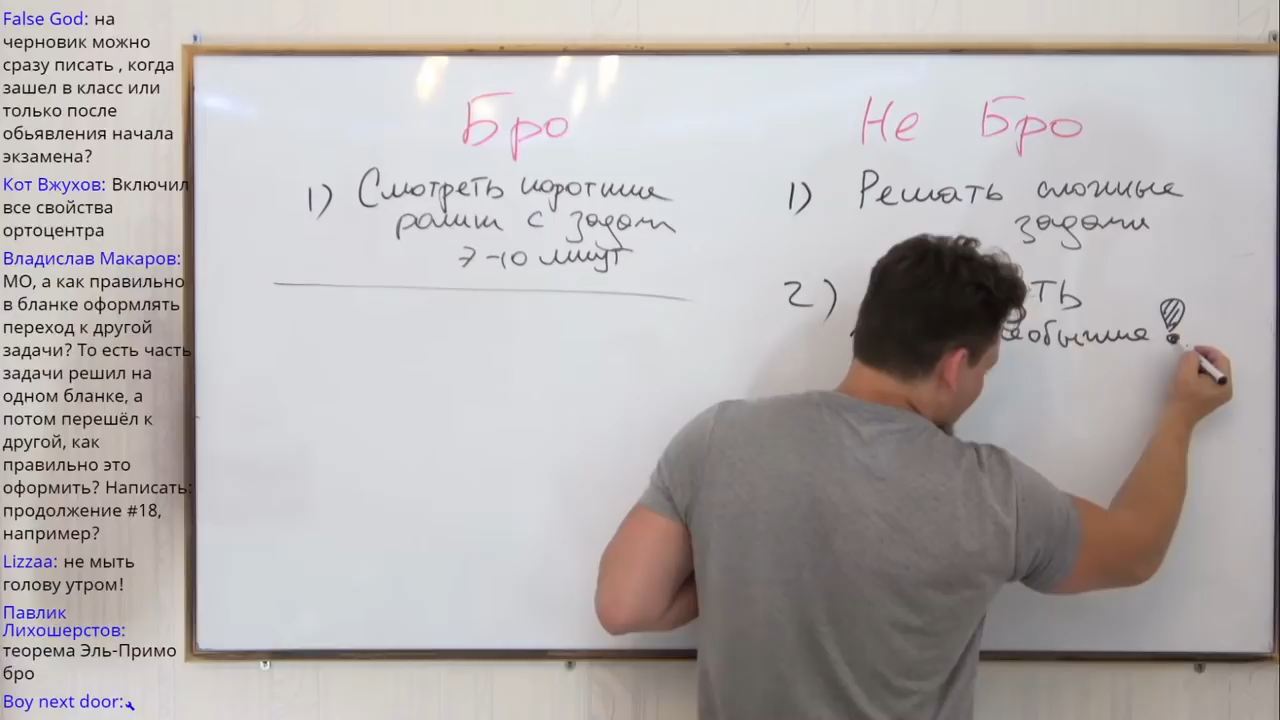 False God: на
черновик можно
сразу писать , когда
зашел в класс или
только после
обьявления начала
экзамена?
Кот Вжухов: Включил
все свойства
ортоцентра
Владислав Макаров:
МО, а как правильно
в бланке оформлять
переход к другой
задачи? То есть часть
задачи решил на
одном бланке, а
потом перешёл к
другой, как
правильно это
оформить? Написать:
продолжение #18,
например?
Lizzaa: не мыть
голову утром!
Павлик
Лихошерстов:
теорема Эль-Примо
бро
Boy next door:
Бро
1) Смотреть короткие
ролики с задач
7-10 минут
Не Бро
1) Решать сложные
задачи
2) ть
еобычные !